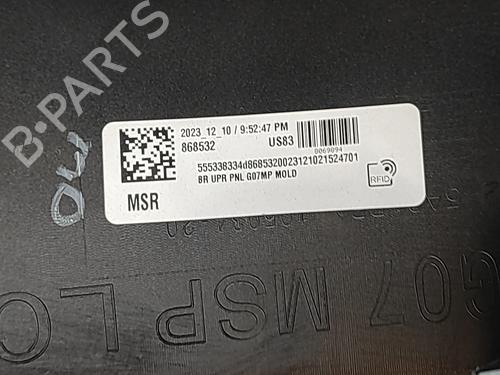 B-PARTS
2023_12_10 / 9:52:47 PM
868532
US83
0069094
555338334d8685320023121021524701
BR UPR PNL G07MP MOLD
RFID
MSR
G07 MSP LC